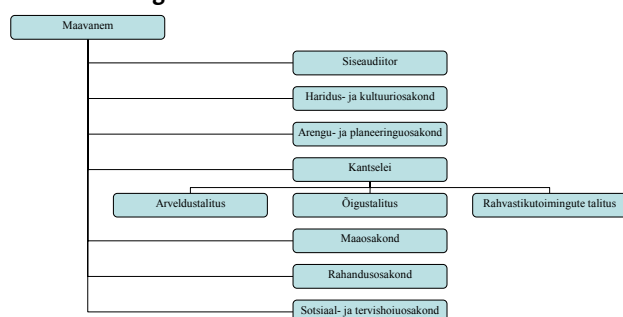 Maavanem
Siseaudiitor
Haridus- ja kultuuriosakond
Arengu- ja planeeringuosakond
Kantselei
Arveldustalitus
Õigustalitus
Rahvastikutoimingute talitus
Maaosakond
Rahandusosakond
Sotsiaal- ja tervishoiuosakond